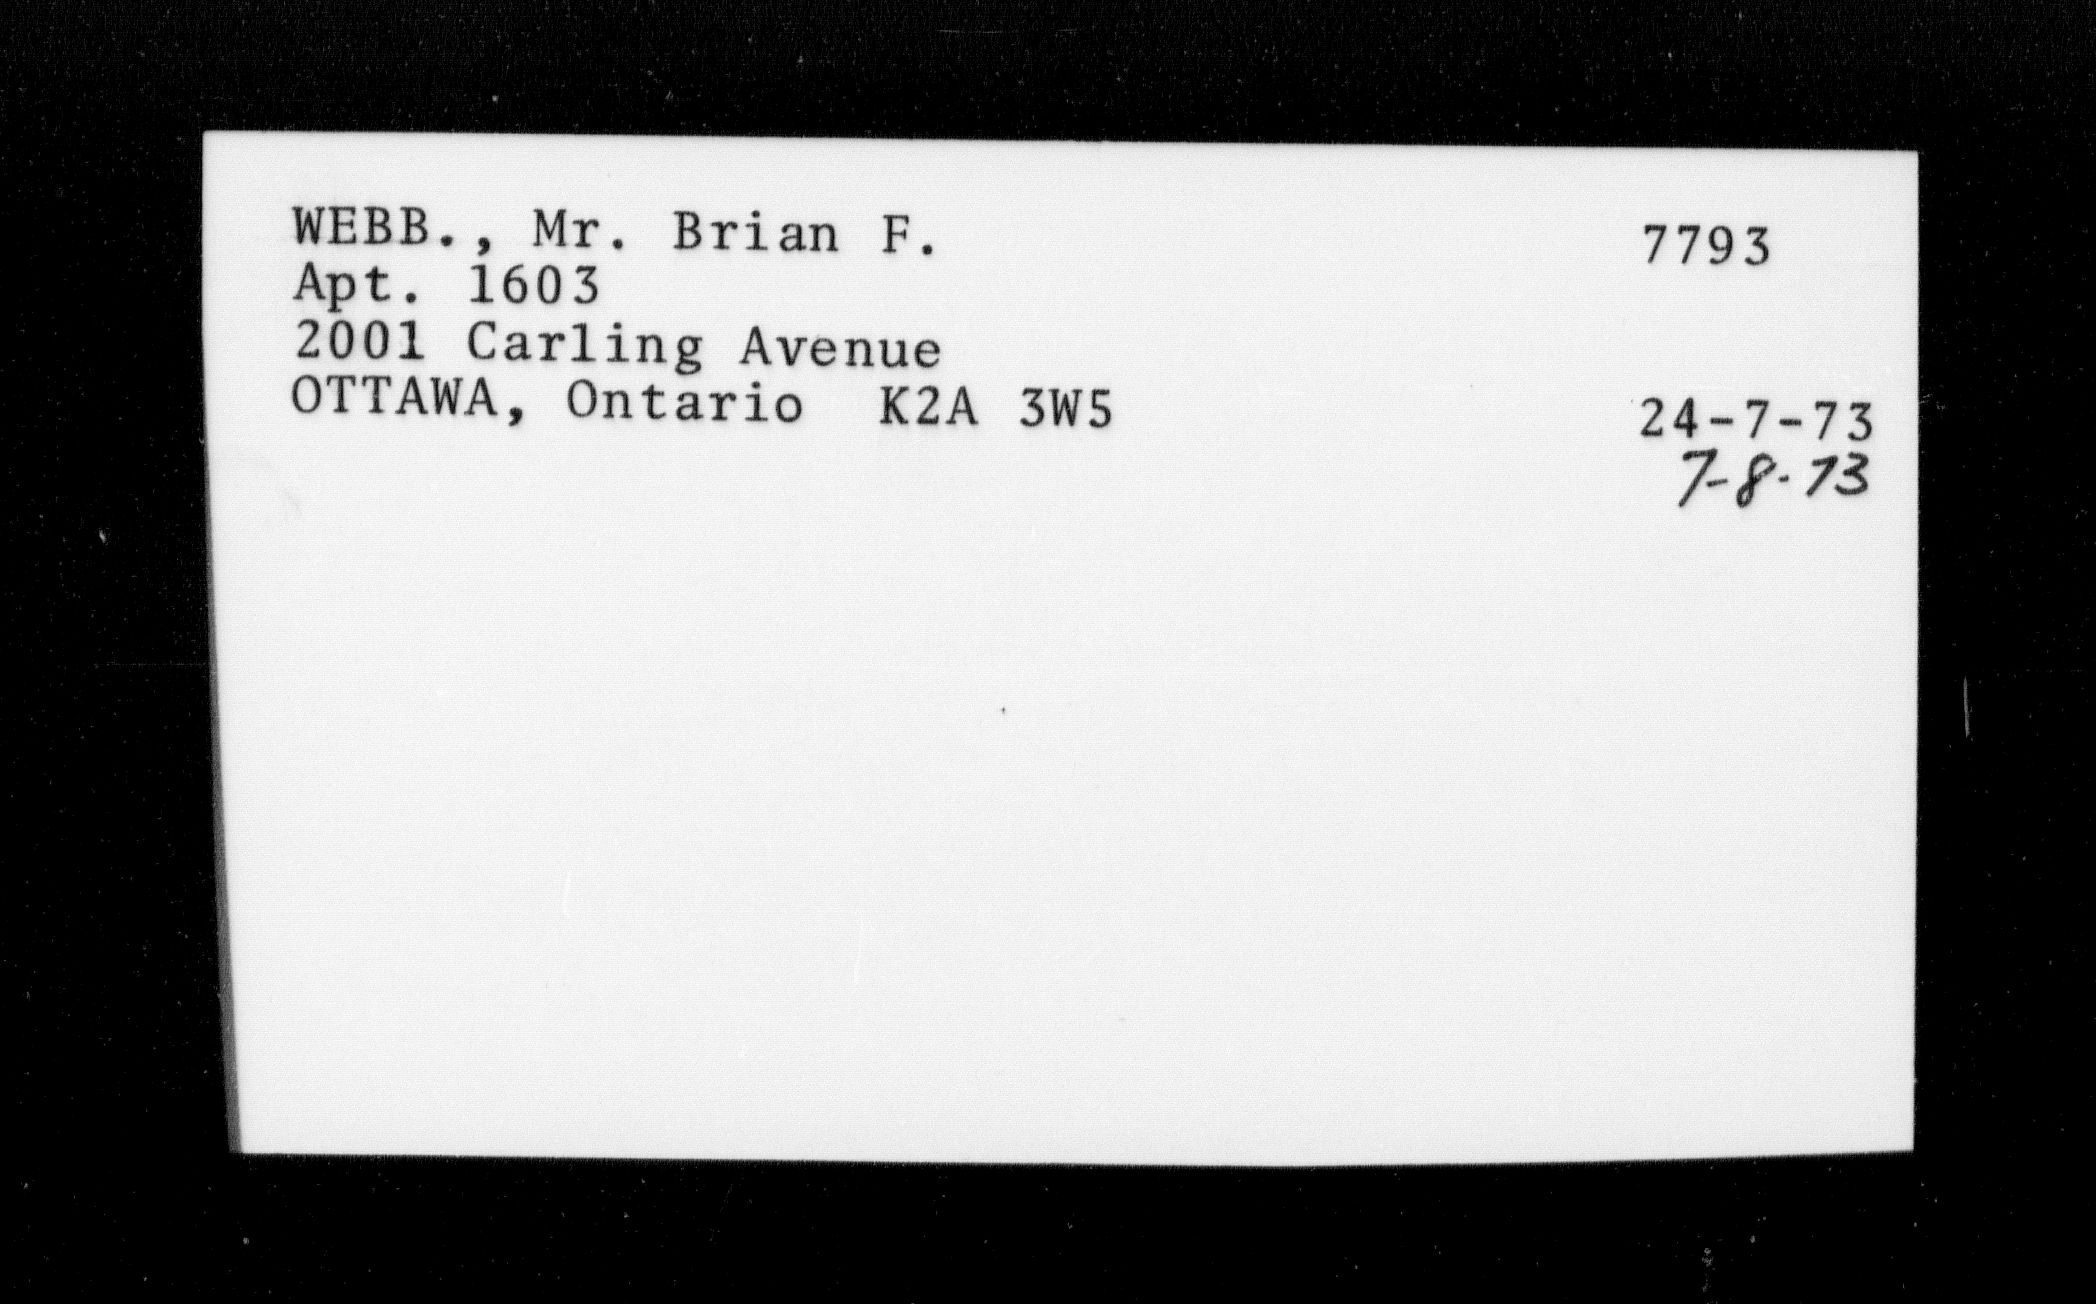 WEBB., Mr. Brian F. 7793
Apt. 1603
2001 Carling Avenue
OTTAWA, Ontario K2A 3W5 24-7-73
7-8-73